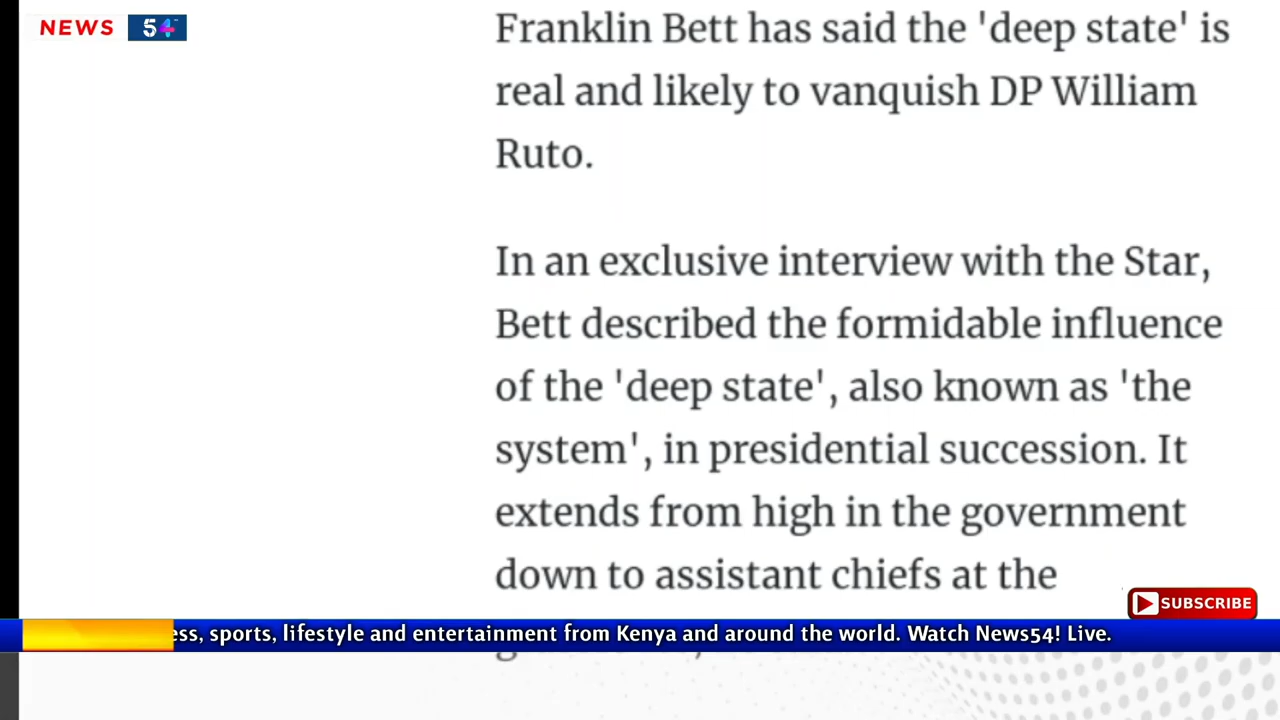 NEWS 54
Franklin Bett has said the 'deep state' is
real and likely to vanquish DP William
Ruto.
In an exclusive interview with the Star,
Bett described the formidable influence
of the 'deep state', also known as 'the
system', in presidential succession. It
extends from high in the government
down to assistant chiefs at the
SUBSCRIBE
sports, lifestyle and entertainment from Kenya and around the world. Watch News54! Live.